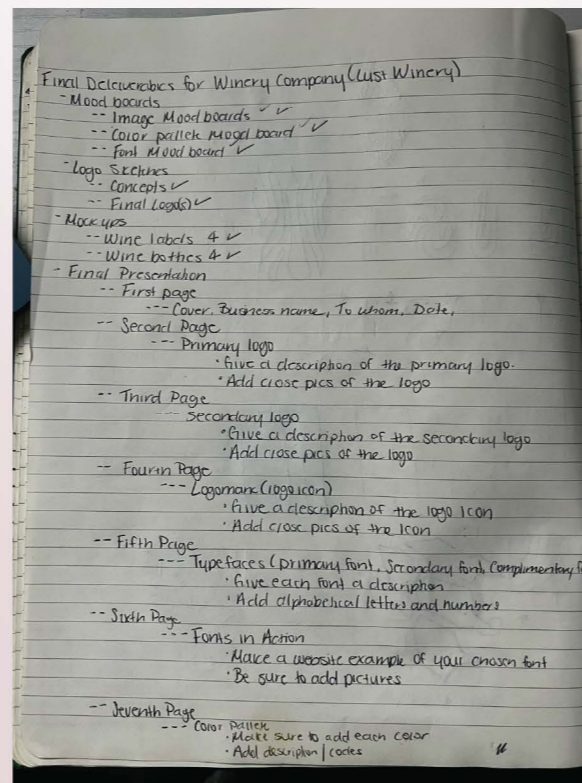 Final Deleiverabics for Winery Company (Lust Winery)
- Mood boards
-- Image Mood boards ✓ ✓
-- Color pallek Mood board ✓ ✓
-- Font Mood board ✓
- Logo Sketches
-- Concepts ✓
-- Final Logo(s) ✓
- Mockups
-- Wine labels 4 ✓
-- Wine bottles 4 ✓
- Final Presentation
-- First page
--- Cover, Business name, To whom, Date,
-- Second Page
--- Primary logo
· Give a description of the primary logo.
· Add close pics of the logo
-- Third Page
--- Secondary logo
· Give a description of the secondary logo
· Add close pics of the logo
-- Fourth Page
--- Logomark (logo icon)
· Give a description of the logo Icon
· Add close pics of the Icon
-- Fifth Page
--- Typefaces (primary font, Secondary font, Complimentary f
· Give each font a description
· Add alphabetical letters and numbers
-- Sixth Page
--- Fonts in Action
· Make a website example of your chosen font
· Be sure to add pictures
-- Seventh Page
--- Color Pallek
· Make sure to add each color
· Add description / codes